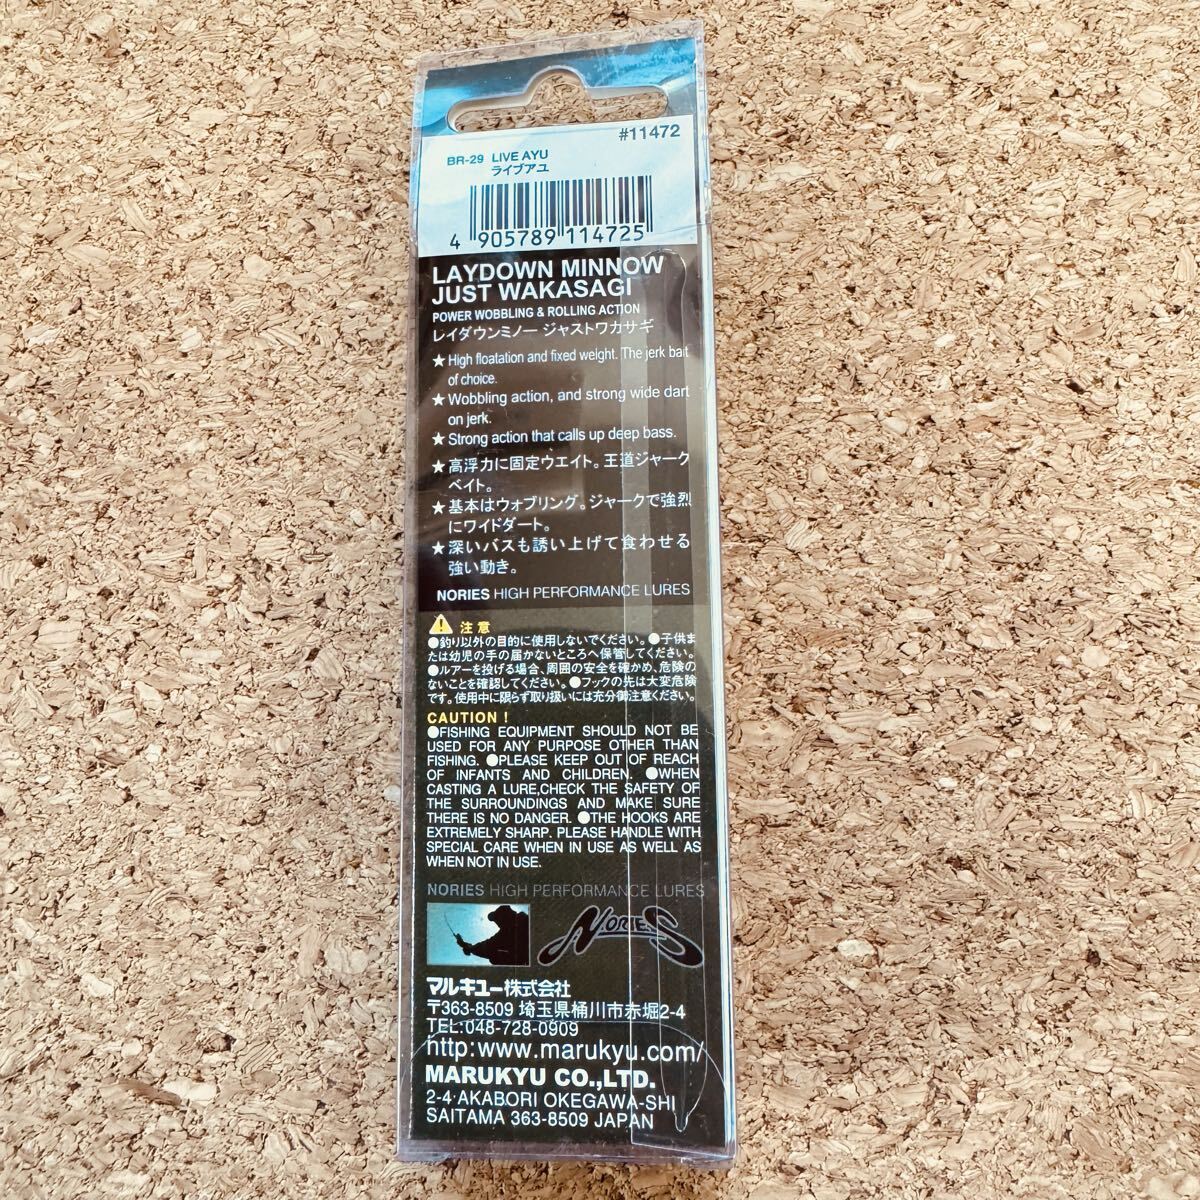 #11472
BR-29 LIVE AYU
ライブアユ
4 905789 114725
LAYDOWN MINNOW
JUST WAKASAGI
POWER WOBBLING & ROLLING ACTION
レイダウンミノー ジャストワカサギ
★ High floatation and fixed weight. The jerk bait
of choice.
★ Wobbling action, and strong wide dart
on jerk.
★ Strong action that calls up deep bass.
★ 高浮力に固定ウエイト。王道ジャーク
ベイト。
★ 基本はウォブリング。ジャークで強烈
にワイドダート。
★ 深いバスも誘い上げて食わせる
強い動き。
NORIES HIGH PERFORMANCE LURES
注意
●釣り以外の目的に使用しないでください。●子供ま
たは幼児の手の届かないところへ保管してください。
●ルアーを投げる場合、周囲の安全を確かめ、危険の
ないことを確認してください。●フックの先は大変危険
です。使用中に限らず取り扱いには充分御注意ください。
CAUTION !
●FISHING EQUIPMENT SHOULD NOT BE
USED FOR ANY PURPOSE OTHER THAN
FISHING. ●PLEASE KEEP OUT OF REACH
OF INFANTS AND CHILDREN. ●WHEN
CASTING A LURE,CHECK THE SAFETY OF
THE SURROUNDINGS AND MAKE SURE
THERE IS NO DANGER. ●THE HOOKS ARE
EXTREMELY SHARP. PLEASE HANDLE WITH
SPECIAL CARE WHEN IN USE AS WELL AS
WHEN NOT IN USE.
NORIES HIGH PERFORMANCE LURES
NORIES
マルキユー株式会社
〒363-8509 埼玉県桶川市赤堀2-4
TEL:048-728-0909
http:www.marukyu.com/
MARUKYU CO.,LTD.
2-4 AKABORI OKEGAWA-SHI
SAITAMA 363-8509 JAPAN